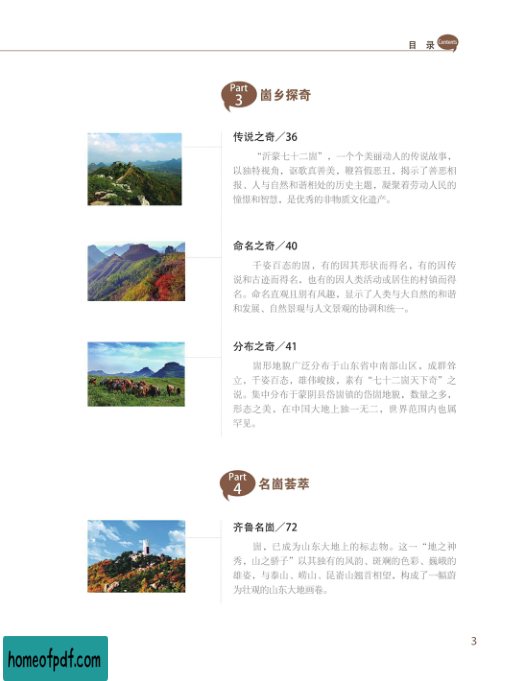 目 录 Contents
Part
3
崮乡探奇
传说之奇／36
“沂蒙七十二崮”，一个个美丽动人的传说故事，
以独特视角，讴歌真善美，鞭笞假恶丑，揭示了善恶相
报、人与自然和谐相处的历史主题，凝聚着劳动人民的
憧憬和智慧，是优秀的非物质文化遗产。
命名之奇／40
千姿百态的崮，有的因其形状而得名，有的因传
说和古迹而得名，也有的因人类活动或居住的村镇而得
名。命名直观且别有风趣，显示了人类与大自然的和谐
和发展、自然景观与人文景观的协调和统一。
分布之奇／41
崮形地貌广泛分布于山东省中南部山区，成群耸
立，千姿百态，雄伟峻拔，素有“七十二崮天下奇”之
说。集中分布于蒙阴县岱崮镇的岱崮地貌，数量之多，
形态之美，在中国大地上独一无二，世界范围内也属
罕见。
Part
4
名崮荟萃
齐鲁名崮／72
崮，已成为山东大地上的标志物。这一“地之神
秀，山之骄子”以其独有的风韵、斑斓的色彩、巍峨的
雄姿，与泰山、崂山、昆嵛山翘首相望，构成了一幅蔚
为壮观的山东大地画卷。
3
homeofpdf.com